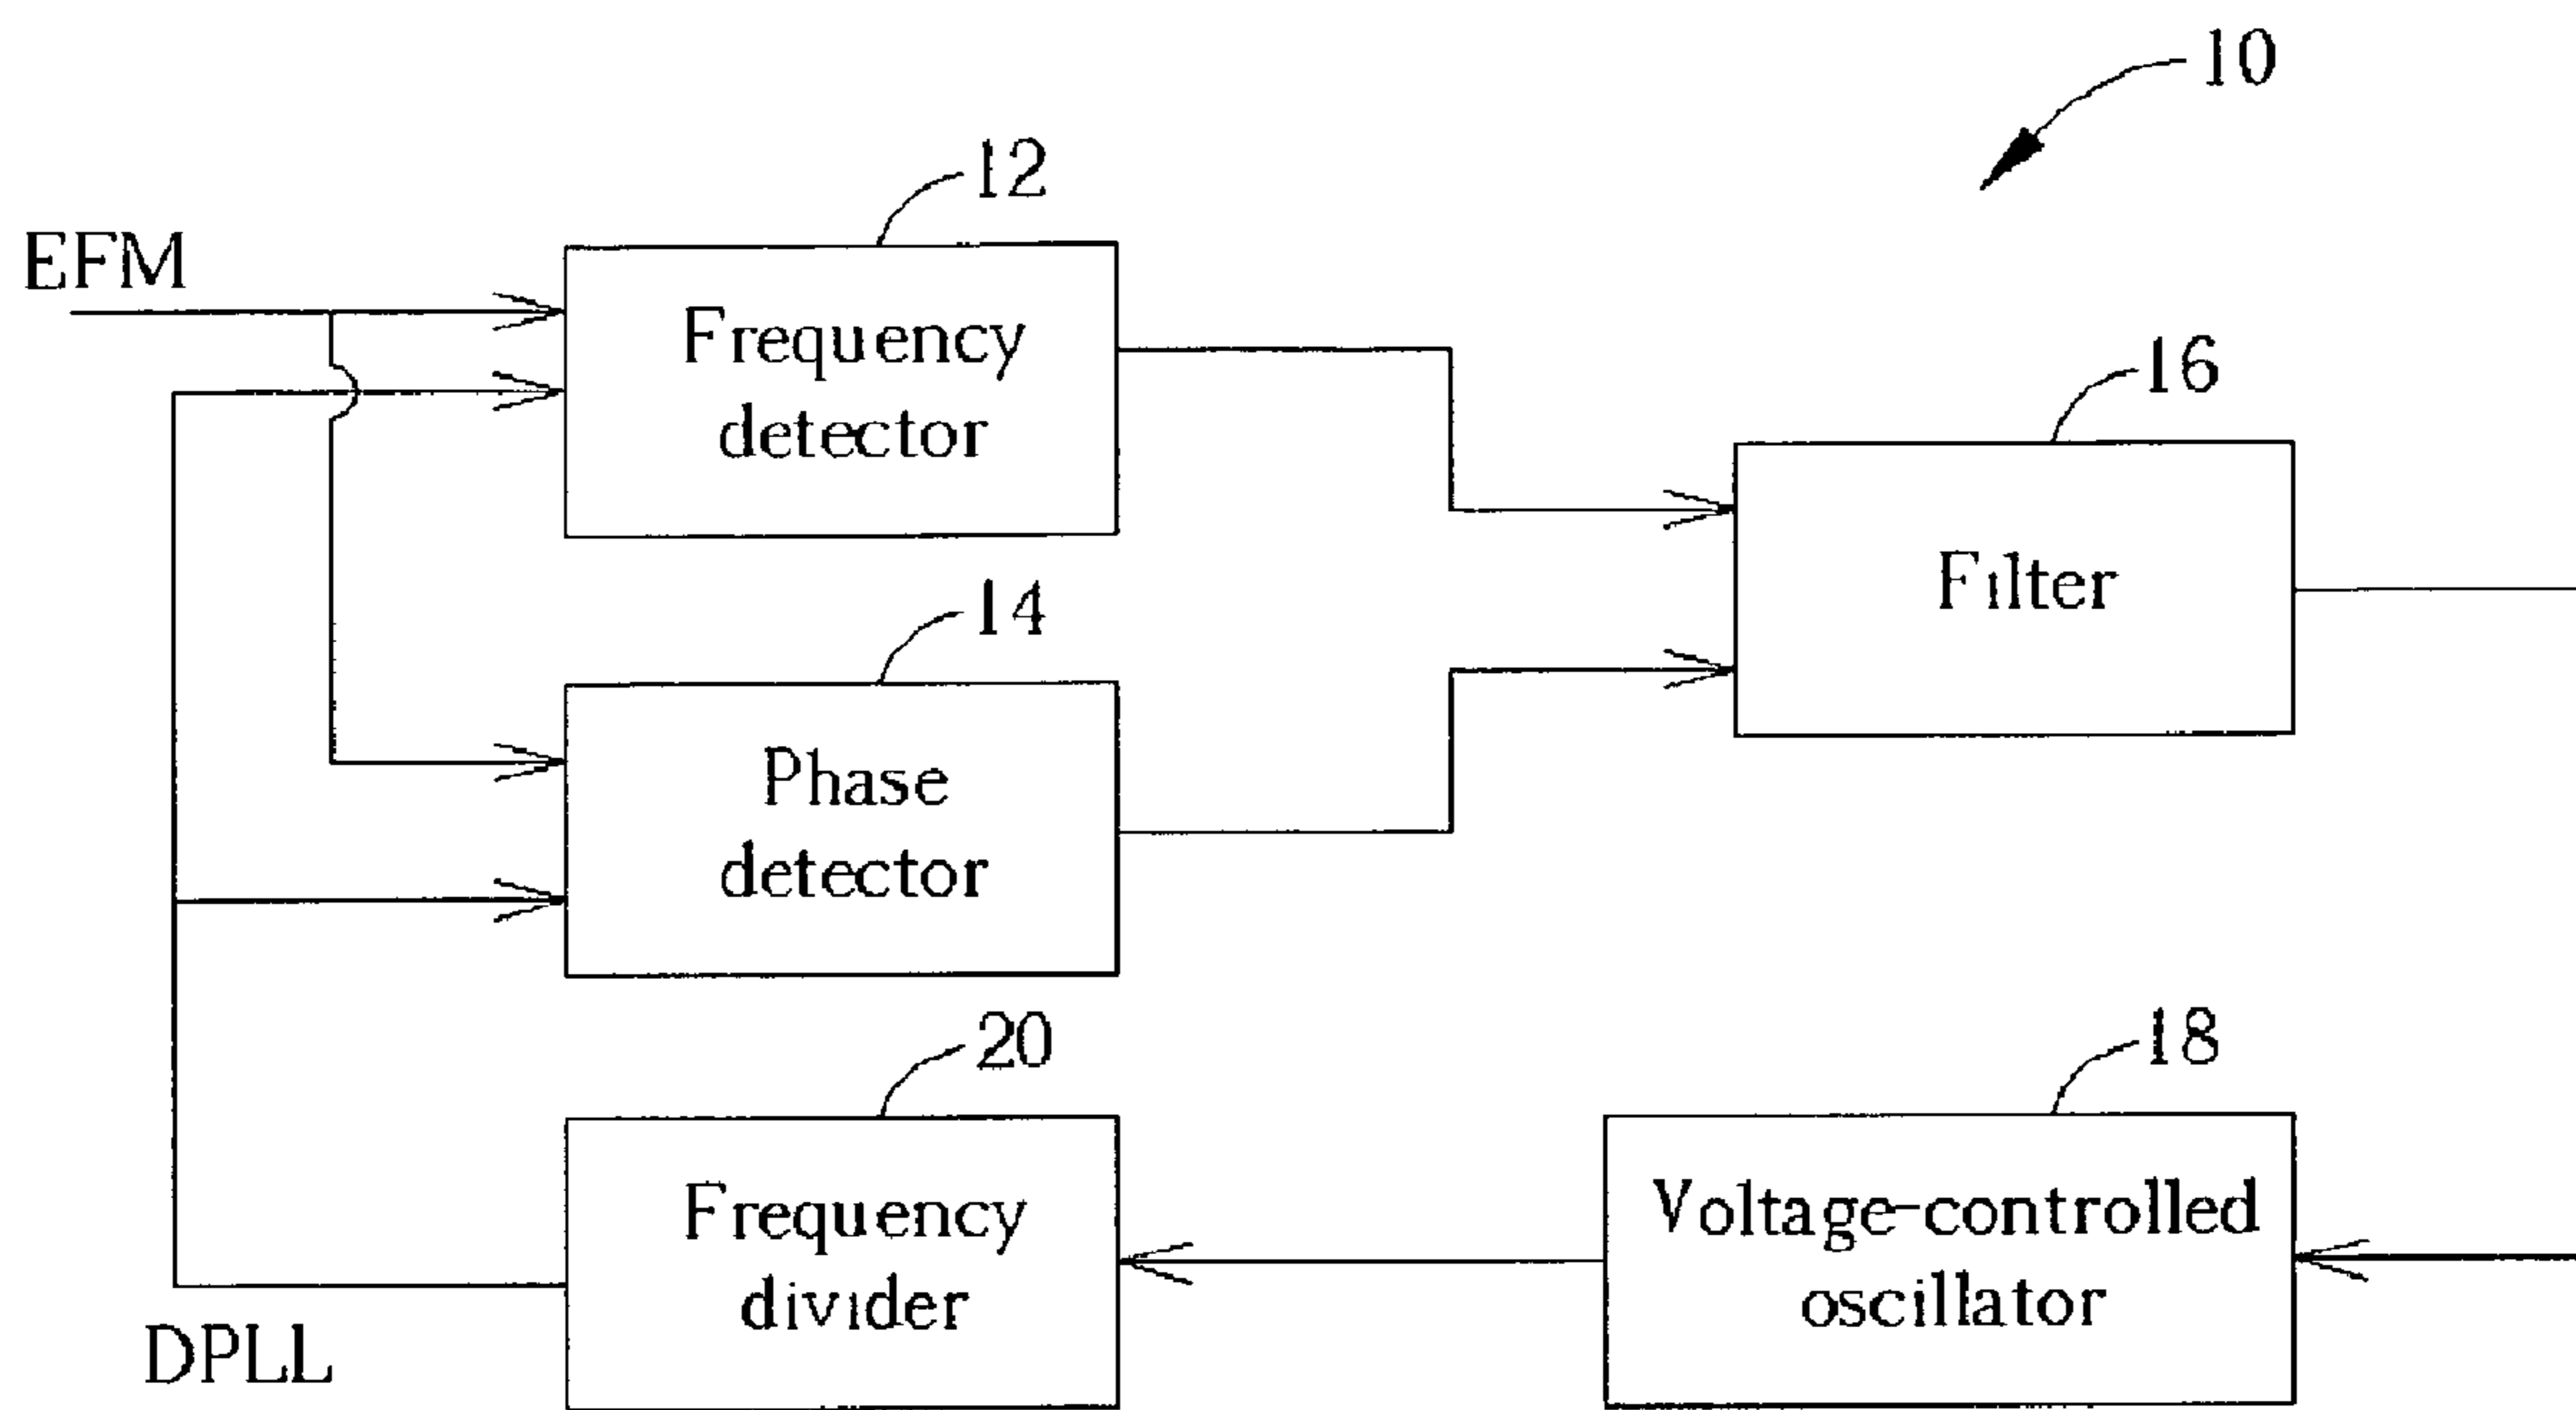 10
12
EFM
Frequency
detector
16
Filter
14
Phase
detector
20
18
Frequency
divider
Voltage-controlled
oscillator
DPLL